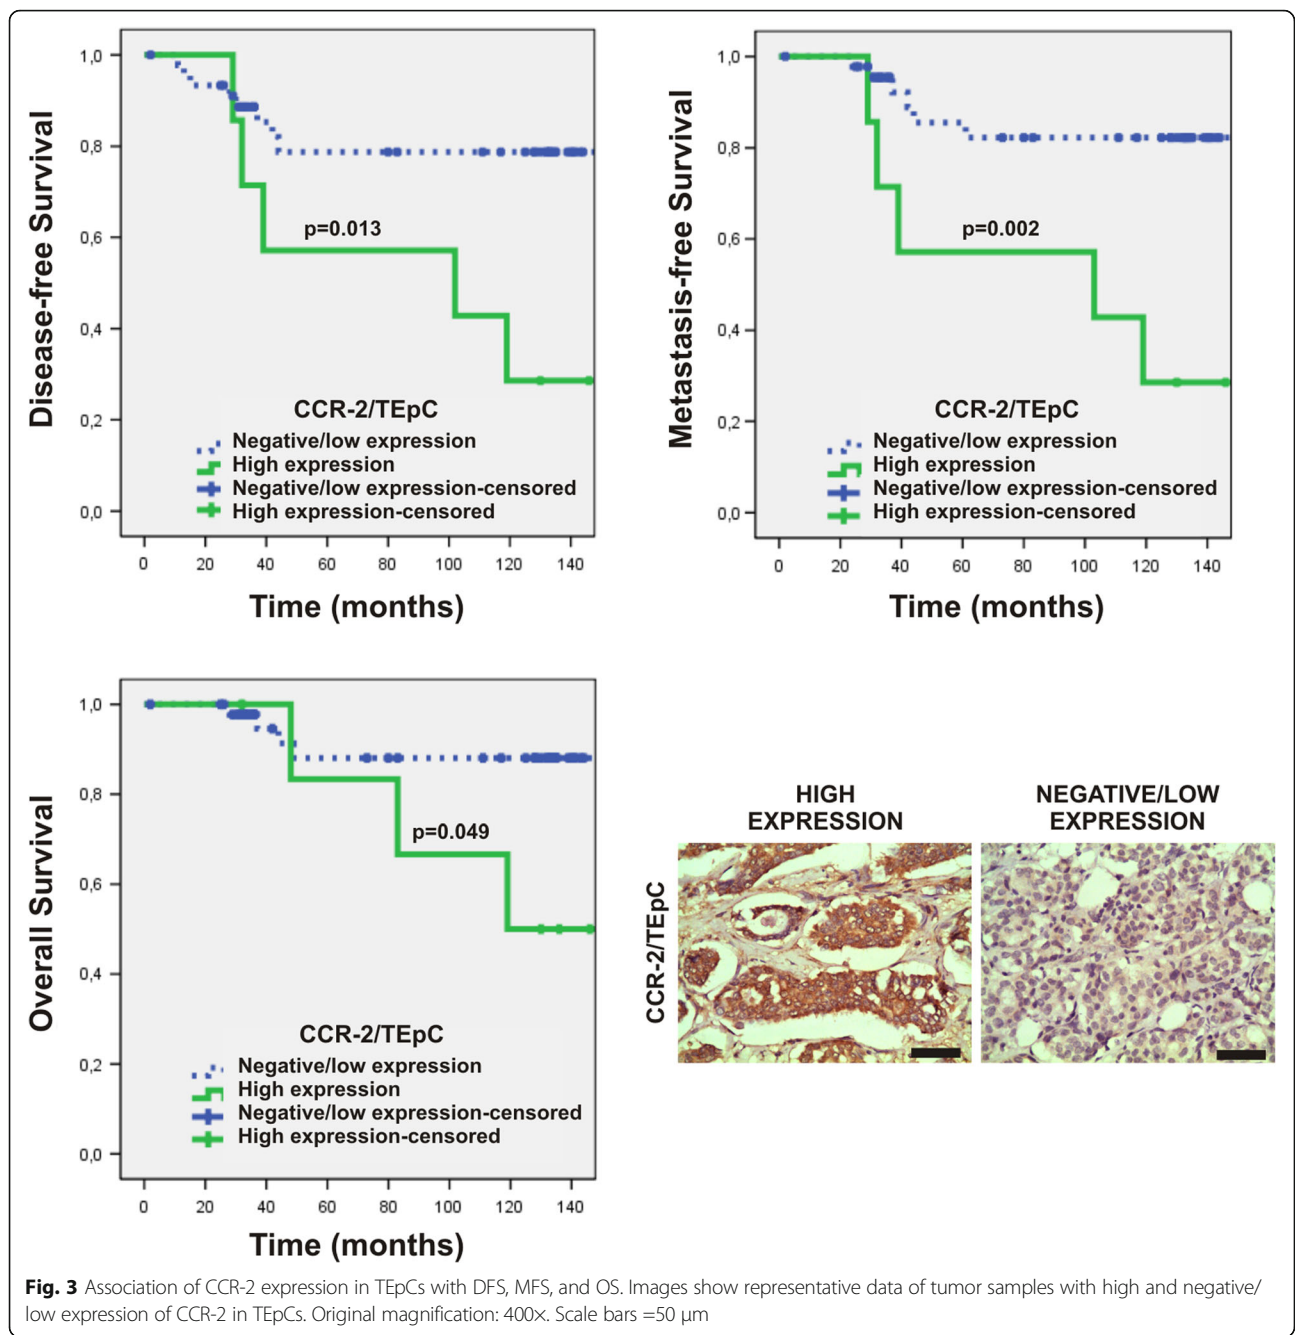 Disease-free Survival
1,0
0,8
0,6
0,4
0,2
0,0
p=0.013
CCR-2/TEpC
Negative/low expression
High expression
Negative/low expression-censored
High expression-censored
0 20 40 60 80 100 120 140
Time (months)
Metastasis-free Survival
1,0
0,8
0,6
0,4
0,2
0,0
p=0.002
CCR-2/TEpC
Negative/low expression
High expression
Negative/low expression-censored
High expression-censored
0 20 40 60 80 100 120 140
Time (months)
Overall Survival
1,0
0,8
0,6
0,4
0,2
0,0
p=0.049
CCR-2/TEpC
Negative/low expression
High expression
Negative/low expression-censored
High expression-censored
0 20 40 60 80 100 120 140
Time (months)
HIGH
EXPRESSION
NEGATIVE/LOW
EXPRESSION
CCR-2/TEpC
Fig. 3 Association of CCR-2 expression in TEpCs with DFS, MFS, and OS. Images show representative data of tumor samples with high and negative/
low expression of CCR-2 in TEpCs. Original magnification: 400×. Scale bars =50 μm